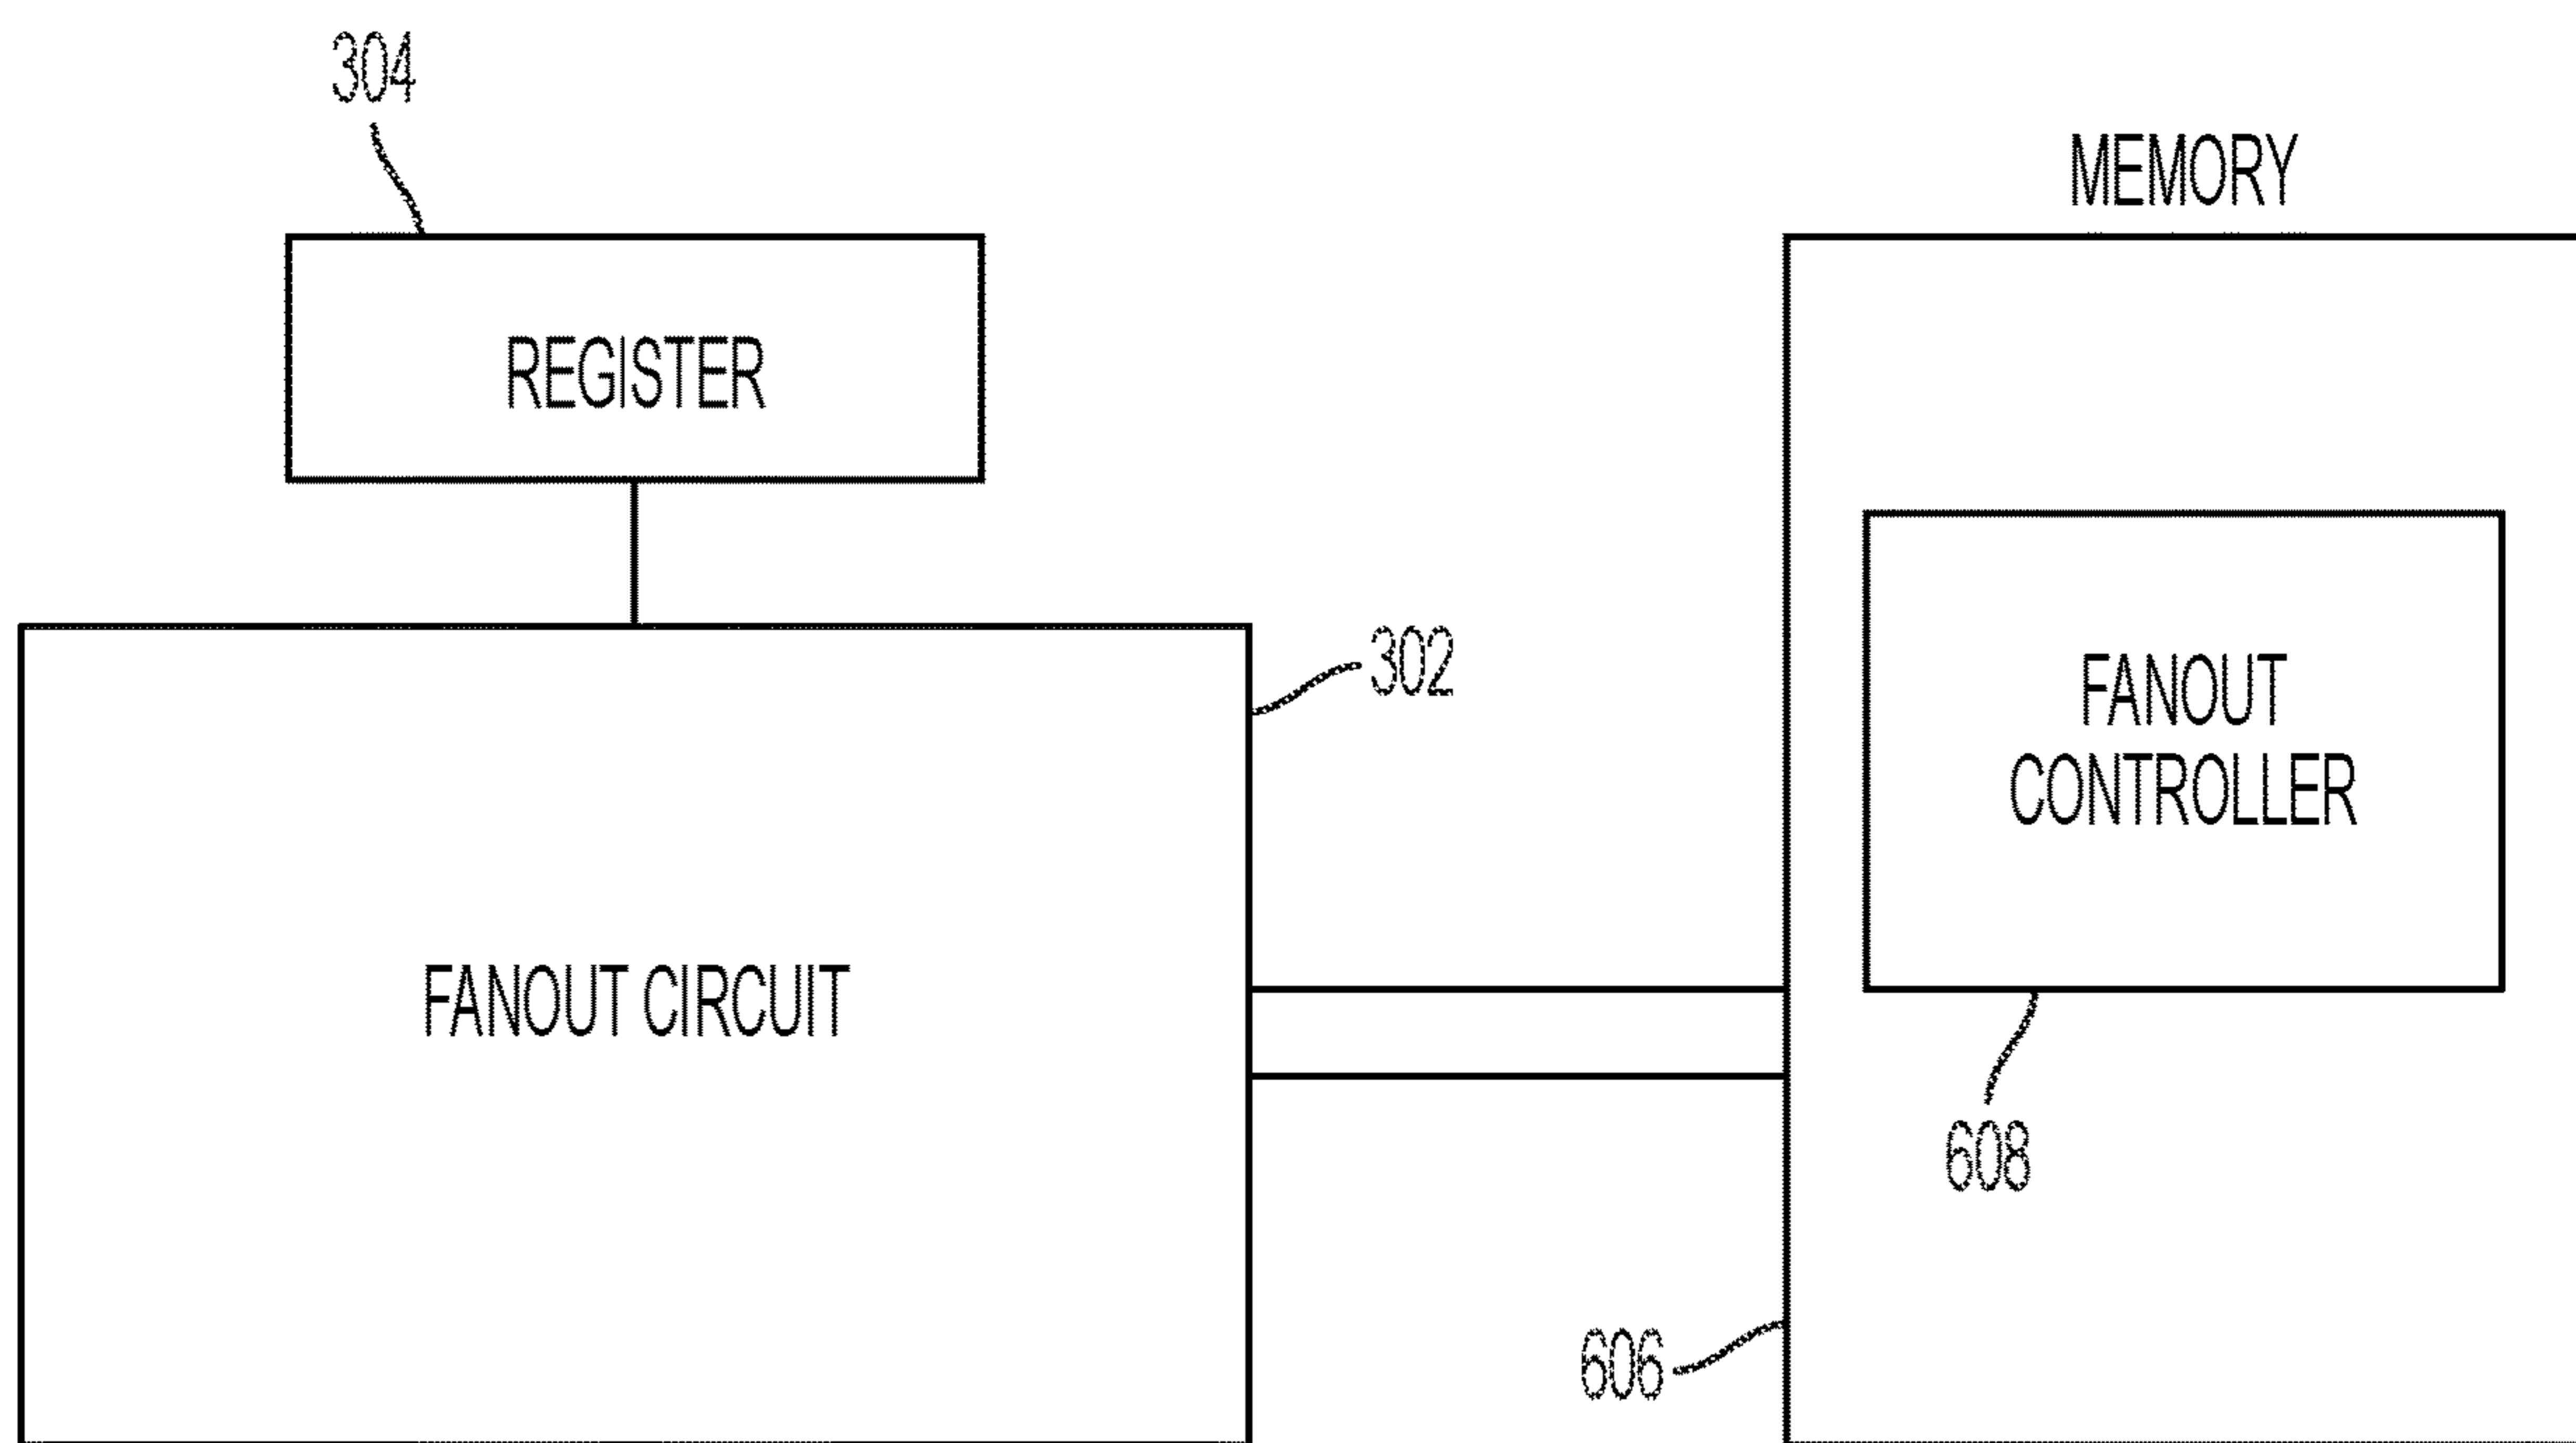 304
MEMORY
REGISTER
302
FANOUT
CONTROLLER
FANOUT CIRCUIT
608
606